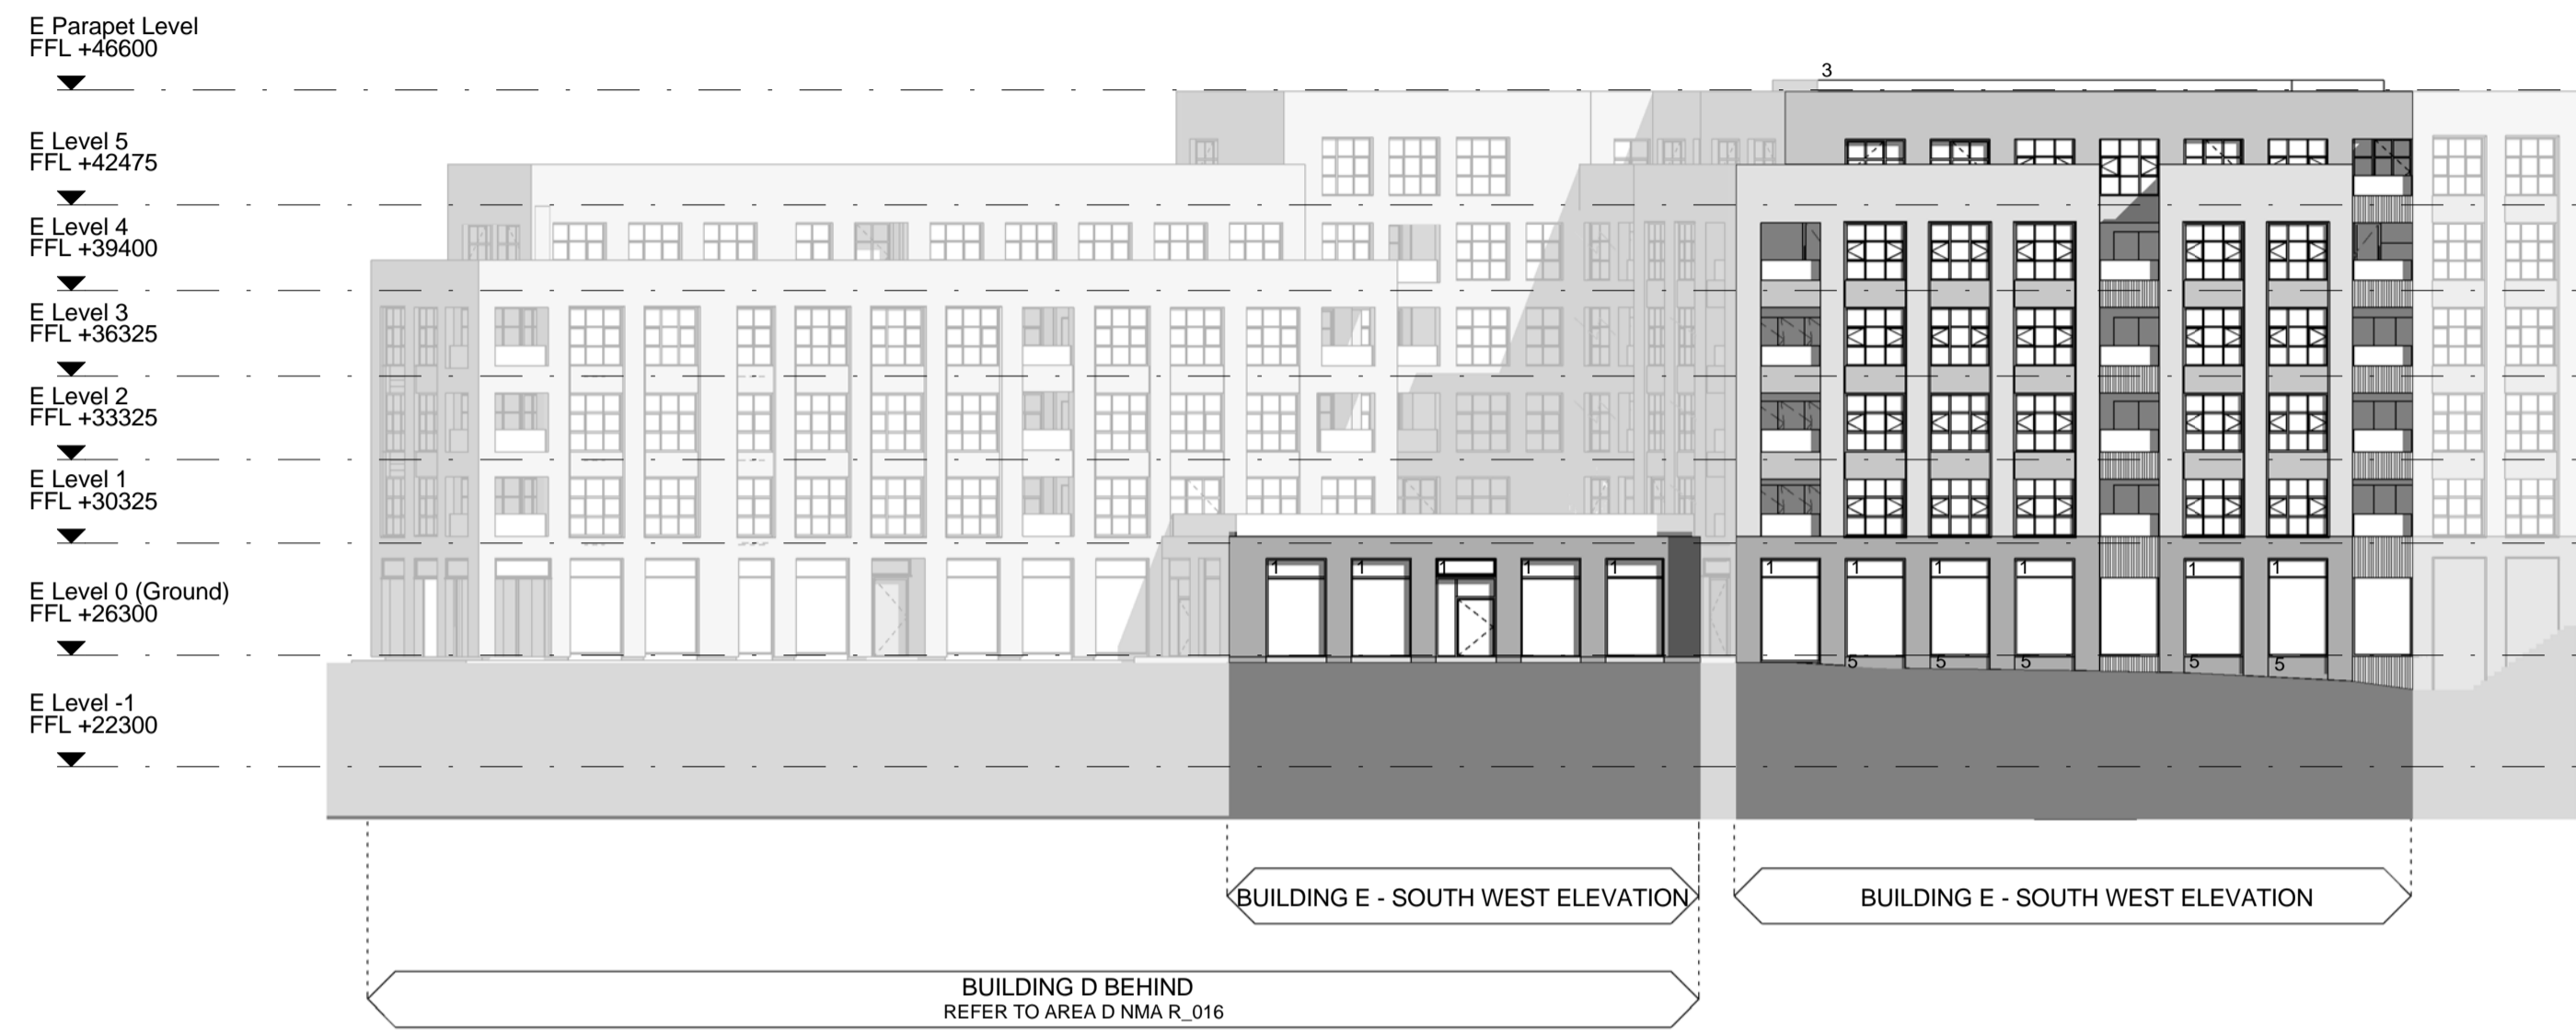 E Parapet Level
FFL +46600
3
E Level 5
FFL +42475
E Level 4
FFL +39400
E Level 3
FFL +36325
E Level 2
FFL +33325
E Level 1
FFL +30325
1 1 1 1 1 1 1 1 1 1 1
E Level 0 (Ground)
FFL +26300
5 5 5 5 5
E Level -1
FFL +22300
BUILDING E - SOUTH WEST ELEVATION
BUILDING E - SOUTH WEST ELEVATION
BUILDING D BEHIND
REFER TO AREA D NMA R_016